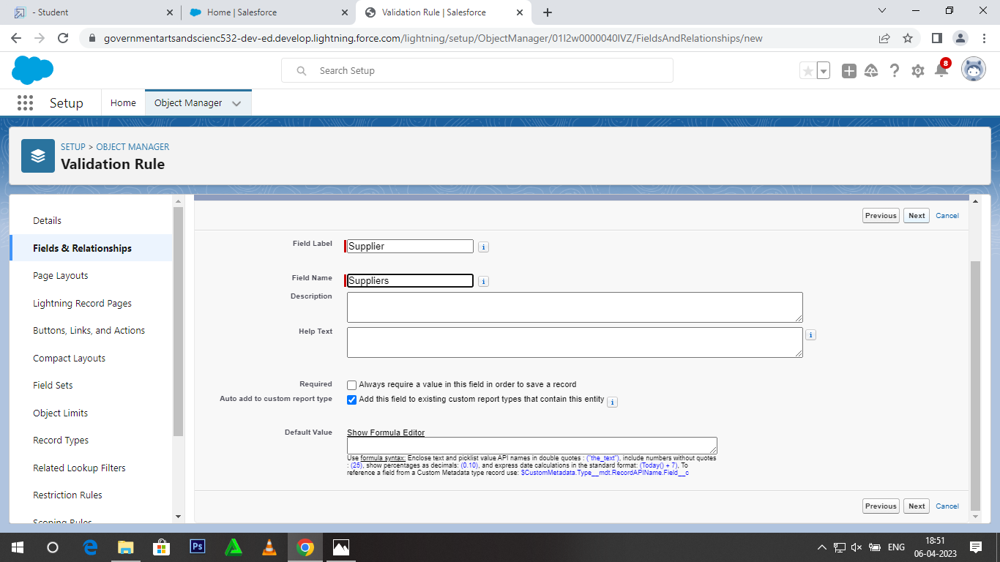 - Student
Home | Salesforce
Validation Rule | Salesforce
governmentartsandscienc532-dev-ed.develop.lightning.force.com/lightning/setup/ObjectManager/01I2w0000040IVZ/FieldsAndRelationships/new
Search Setup
8
Setup
Home
Object Manager
SETUP > OBJECT MANAGER
Validation Rule
Details
Fields & Relationships
Page Layouts
Lightning Record Pages
Buttons, Links, and Actions
Compact Layouts
Field Sets
Object Limits
Record Types
Related Lookup Filters
Restriction Rules
Scoping Rules
Previous Next Cancel
Field Label Supplier
Field Name Suppliers
Description
Help Text
Required Always require a value in this field in order to save a record
Auto add to custom report type Add this field to existing custom report types that contain this entity
Default Value Show Formula Editor
Use formula syntax: Enclose text and picklist value API names in double quotes : ("the_text"), include numbers without quotes
: (25), show percentages as decimals: (0.10), and express date calculations in the standard format: (Today() + 7), To
reference a field from a Custom Metadata type record use: $CustomMetadata.Type__mdt.RecordAPIName.Field__c
Previous Next Cancel
Ps
ENG
18:51
06-04-2023